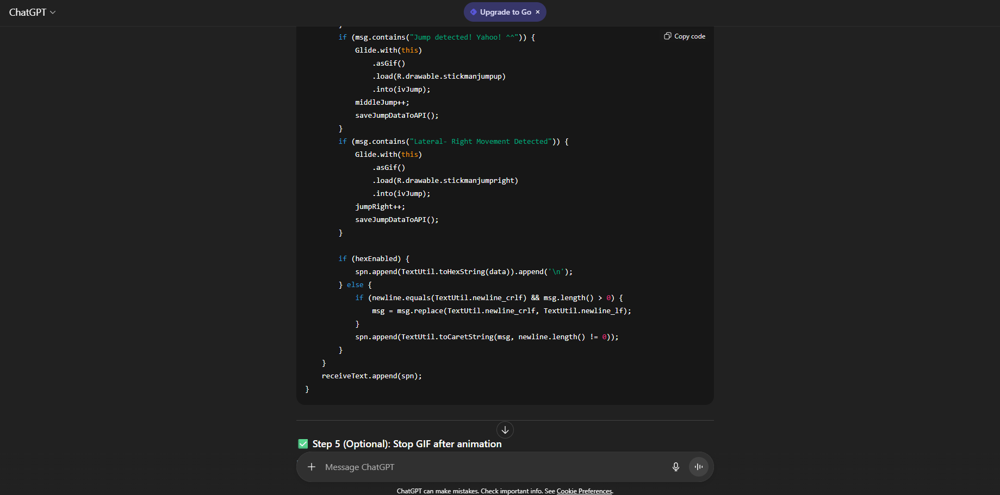 ChatGPT
Upgrade to Go ×
}
if (msg.contains("Jump detected! Yahoo! ^^")) {
Copy code
Glide.with(this)
.asGif()
.load(R.drawable.stickmanjumpup)
.into(ivJump);
middleJump++;
saveJumpDataToAPI();
}
if (msg.contains("Lateral- Right Movement Detected")) {
Glide.with(this)
.asGif()
.load(R.drawable.stickmanjumpright)
.into(ivJump);
jumpRight++;
saveJumpDataToAPI();
}
if (hexEnabled) {
spn.append(TextUtil.toHexString(data)).append('\n');
} else {
if (newline.equals(TextUtil.newline_crlf) && msg.length() > 0) {
msg = msg.replace(TextUtil.newline_crlf, TextUtil.newline_lf);
}
spn.append(TextUtil.toCaretString(msg, newline.length() != 0));
}
}
receiveText.append(spn);
}
✅ Step 5 (Optional): Stop GIF after animation
Message ChatGPT
ChatGPT can make mistakes. Check important info. See Cookie Preferences.